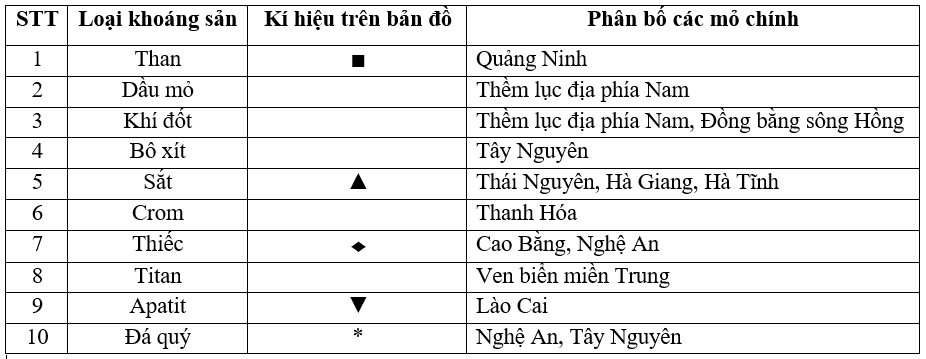 STT Loại khoáng sản Kí hiệu trên bản đồ Phân bố các mỏ chính
1 Than ■ Quảng Ninh
2 Dầu mỏ Thềm lục địa phía Nam
3 Khí đốt Thềm lục địa phía Nam, Đồng bằng sông Hồng
4 Bô xít Tây Nguyên
5 Sắt ▲ Thái Nguyên, Hà Giang, Hà Tĩnh
6 Crom Thanh Hóa
7 Thiếc ⬥ Cao Bằng, Nghệ An
8 Titan Ven biển miền Trung
9 Apatit ▼ Lào Cai
10 Đá quý * Nghệ An, Tây Nguyên